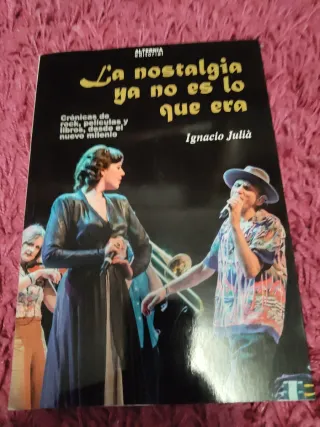 ALTERNIA
Editorial
La nostalgia
ya no es lo
que era
Crónicas de
rock, películas y
libros, desde el
nuevo milenio
Ignacio Julià